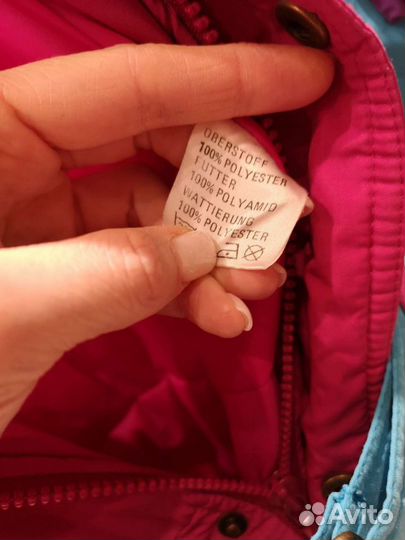 OBERSTOFF
100% POLYESTER
FUTTER
100% POLYAMID
WATTIERUNG
100% POLYESTER
Avito